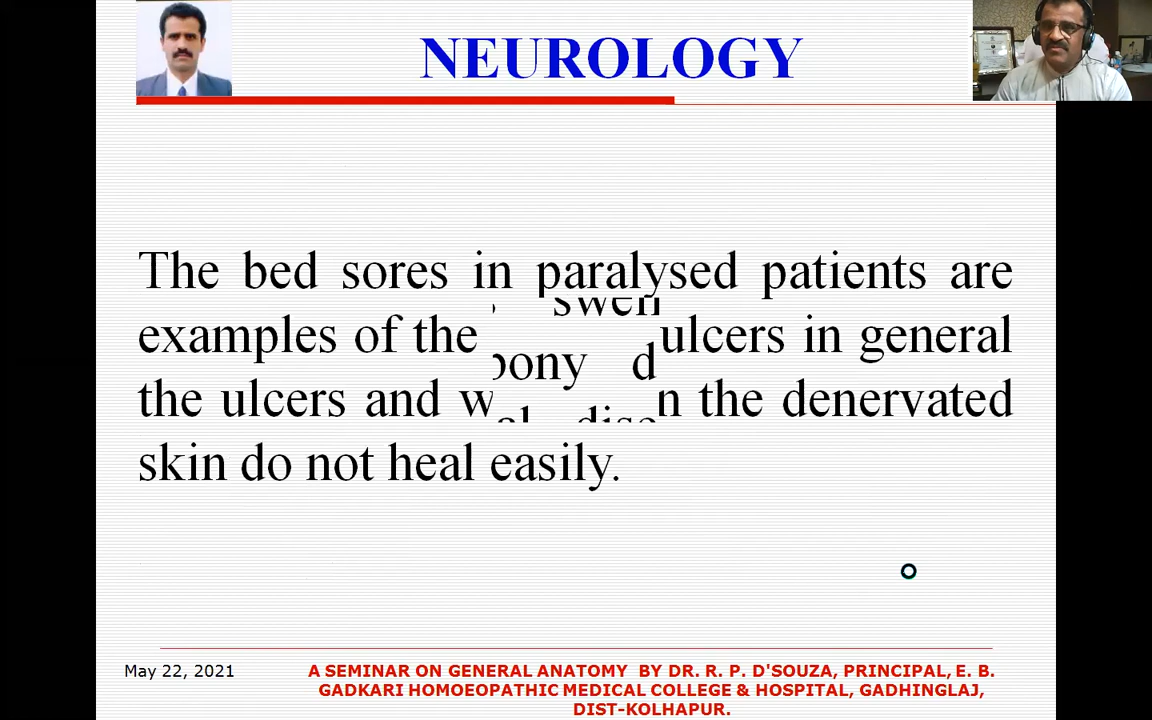 NEUROLOGY
The bed sores in paralysed patients are
examples of the ulcers in general
the ulcers and the denervated
skin do not heal easily.
May 22, 2021
A SEMINAR ON GENERAL ANATOMY BY DR. R. P. D'SOUZA, PRINCIPAL, E. B.
GADKARI HOMOEOPATHIC MEDICAL COLLEGE & HOSPITAL, GADHINGLAJ,
DIST-KOLHAPUR.